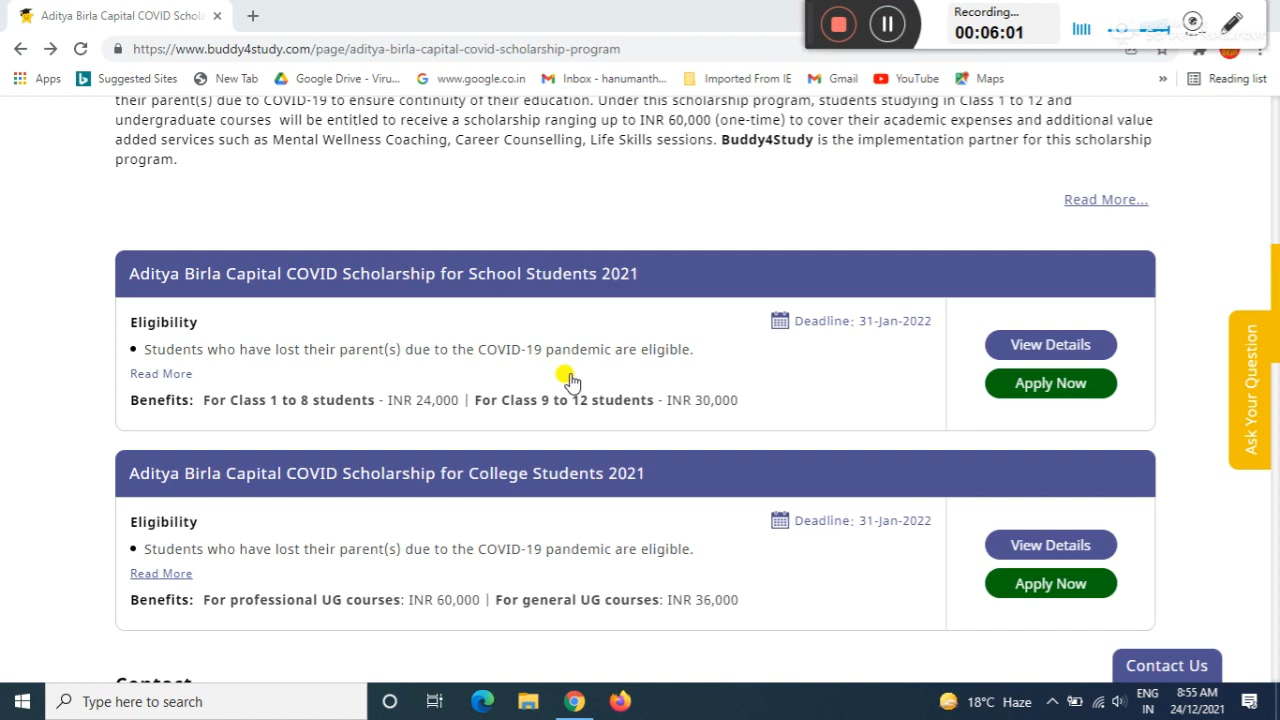 Aditya Birla Capital COVID Schola
Recording...
00:06:01
https://www.buddy4study.com/page/aditya-birla-capital-covid-scholarship-program
Apps
Suggested Sites
New Tab
Google Drive - Viru...
www.google.co.in
Inbox - hanumanth...
Imported From IE
Gmail
YouTube
Maps
»
Reading list
their parent(s) due to COVID-19 to ensure continuity of their education. Under this scholarship program, students studying in Class 1 to 12 and
undergraduate courses will be entitled to receive a scholarship ranging up to INR 60,000 (one-time) to cover their academic expenses and additional value
added services such as Mental Wellness Coaching, Career Counselling, Life Skills sessions. Buddy4Study is the implementation partner for this scholarship
program.
Read More...
Aditya Birla Capital COVID Scholarship for School Students 2021
Eligibility
Deadline: 31-Jan-2022
• Students who have lost their parent(s) due to the COVID-19 pandemic are eligible.
Read More
Benefits: For Class 1 to 8 students - INR 24,000 | For Class 9 to 12 students - INR 30,000
View Details
Apply Now
Ask Your Question
Aditya Birla Capital COVID Scholarship for College Students 2021
Eligibility
Deadline: 31-Jan-2022
• Students who have lost their parent(s) due to the COVID-19 pandemic are eligible.
Read More
Benefits: For professional UG courses: INR 60,000 | For general UG courses: INR 36,000
View Details
Apply Now
Contact Us
Type here to search
18°C Haze
ENG
IN
8:55 AM
24/12/2021